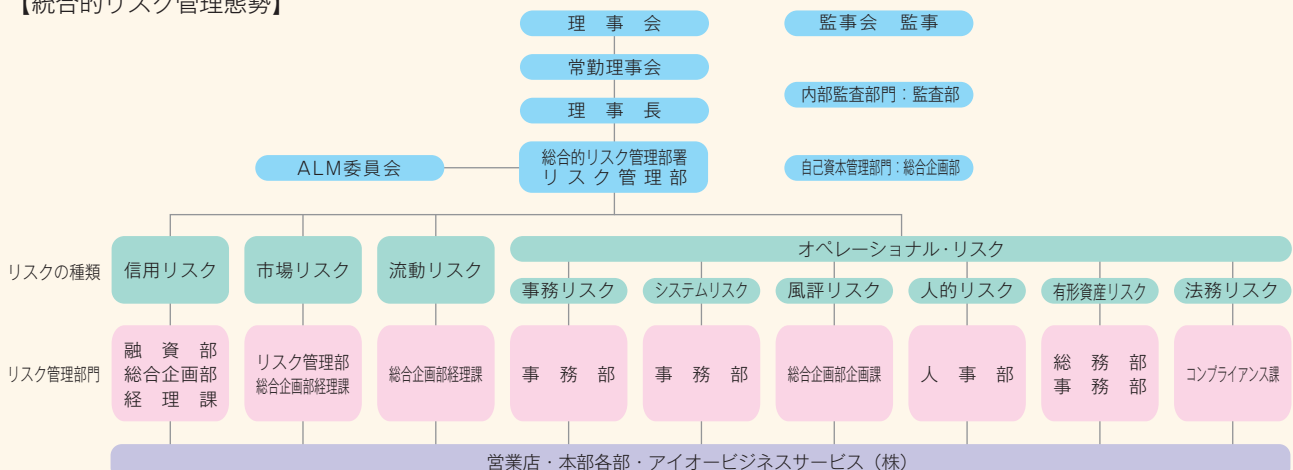 【統合的リスク管理態勢】
理事会
監事会 監事
常勤理事会
内部監査部門：監査部
理事長
ALM委員会
総合的リスク管理部署
リスク管理部
自己資本管理部門：総合企画部
リスクの種類
信用リスク
市場リスク
流動リスク
オペレーショナル・リスク
事務リスク
システムリスク
風評リスク
人的リスク
有形資産リスク
法務リスク
リスク管理部門
融資部
総合企画部
経理課
リスク管理部
総合企画部経理課
総合企画部経理課
事務部
事務部
総合企画部企画課
人事部
総務部
事務部
コンプライアンス課
営業店・本部各部・アイオービジネスサービス（株）